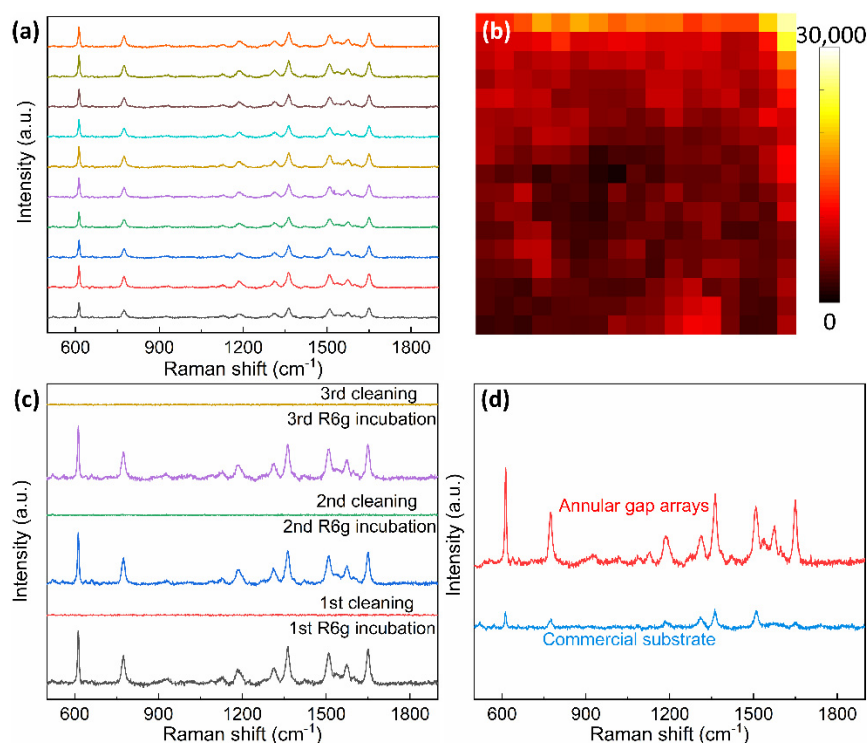 (a)
Intensity (a.u.)
600 900 1200 1500 1800
Raman shift (cm-1)
(b)
30,000
0
(c)
3rd cleaning
3rd R6g incubation
2nd cleaning
2nd R6g incubation
1st cleaning
1st R6g incubation
Intensity (a.u.)
600 900 1200 1500 1800
Raman shift (cm-1)
(d)
Annular gap arrays
Commercial substrate
Intensity (a.u.)
600 900 1200 1500 1800
Raman shift (cm-1)